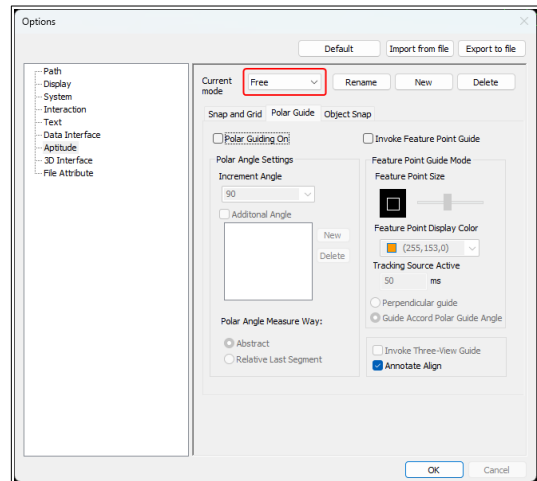 Options
Default Import from file Export to file
Path
Display
System
Interaction
Text
Data Interface
Aptitude
3D Interface
File Attribute
Current mode Free Rename New Delete
Snap and Grid Polar Guide Object Snap
Polar Guiding On
Polar Angle Settings
Increment Angle
90
Additonal Angle
New
Delete
Polar Angle Measure Way:
Abstract
Relative Last Segment
Invoke Feature Point Guide
Feature Point Guide Mode
Feature Point Size
Feature Point Display Color
(255,153,0)
Tracking Source Active
50 ms
Perpendicular guide
Guide Accord Polar Guide Angle
Invoke Three-View Guide
Annotate Align
OK Cancel